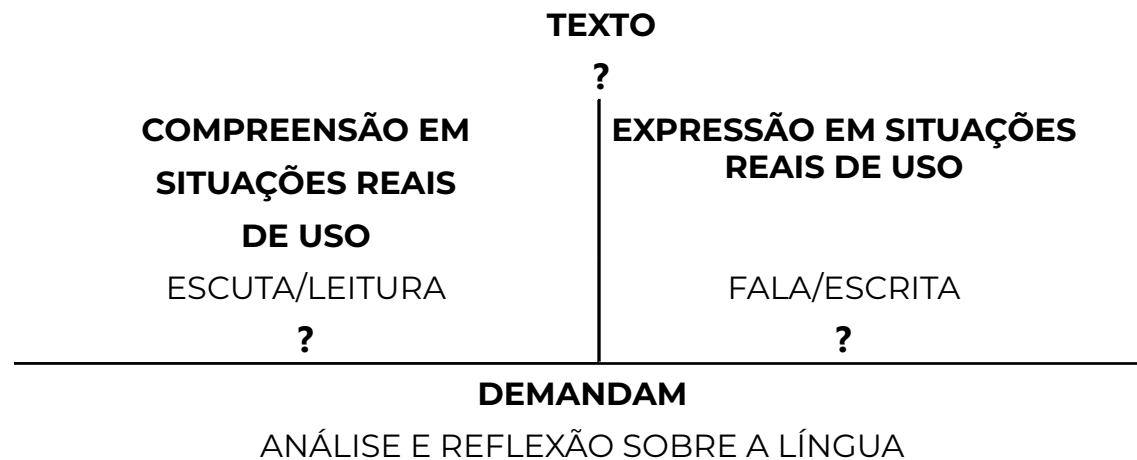 TEXTO
?
COMPREENSÃO EM
SITUAÇÕES REAIS
DE USO
ESCUTA/LEITURA
?
EXPRESSÃO EM SITUAÇÕES
REAIS DE USO
FALA/ESCRITA
?
DEMANDAM
ANÁLISE E REFLEXÃO SOBRE A LÍNGUA